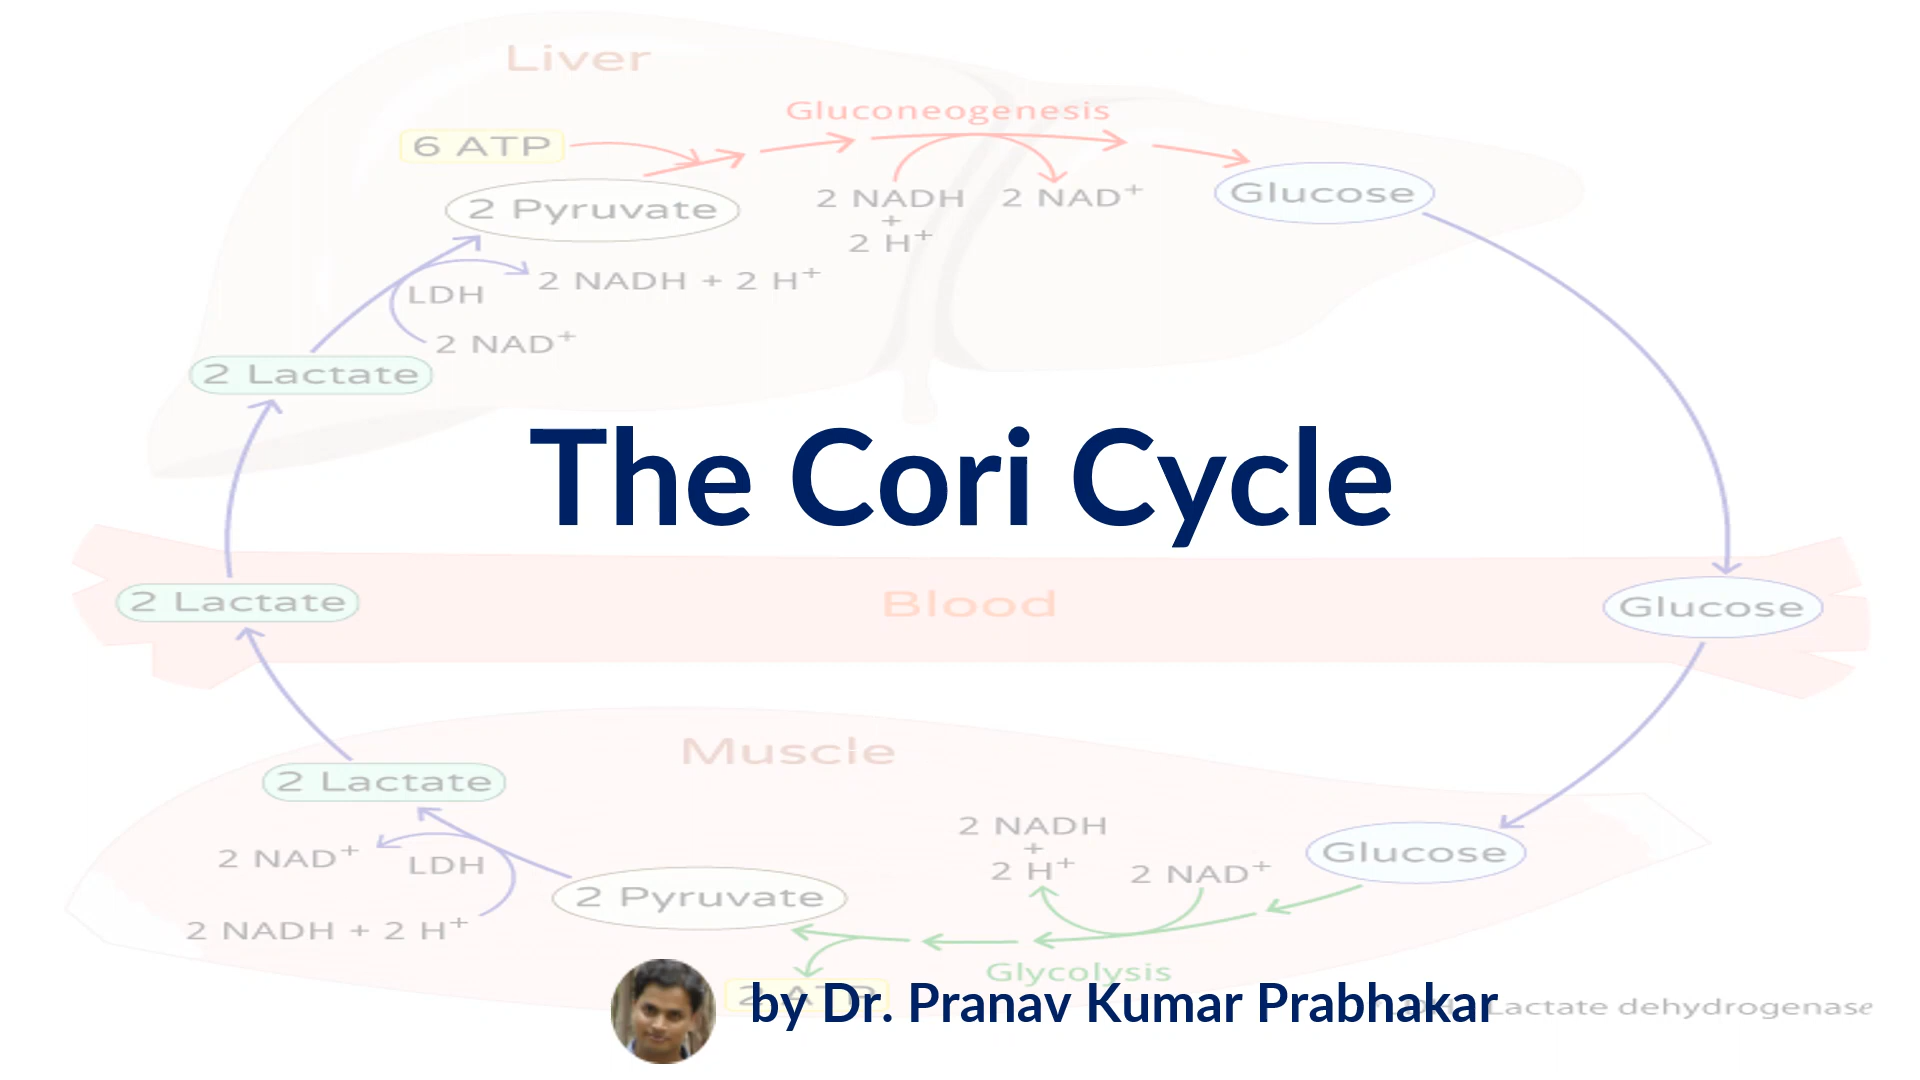 Liver
Gluconeogenesis
6 ATP
2 Pyruvate
2 NADH
+
2 H⁺
2 NAD⁺
Glucose
2 NADH + 2 H⁺
LDH
2 NAD⁺
2 Lactate
The Cori Cycle
2 Lactate
Blood
Glucose
Muscle
2 Lactate
2 NAD⁺
LDH
2 NADH + 2 H⁺
2 Pyruvate
2 NADH
+
2 H⁺
2 NAD⁺
Glucose
Glycolysis
2 ATP
by Dr. Pranav Kumar Prabhakar
Lactate dehydrogenase